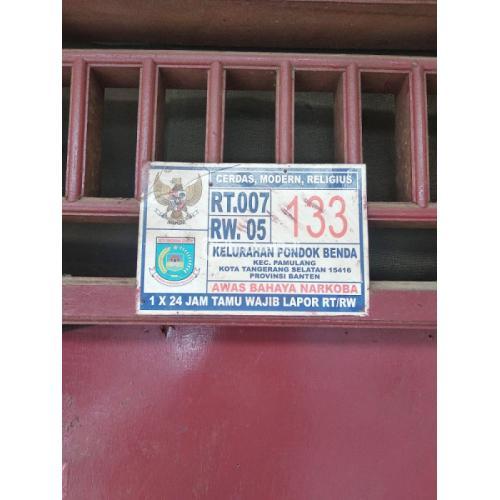 CERDAS, MODERN, RELIGIUS
RT.007
RW. 05
133
KELURAHAN PONDOK BENDA
KEC. PAMULANG
KOTA TANGERANG SELATAN 15416
PROVINSI BANTEN
AWAS BAHAYA NARKOBA
1 X 24 JAM TAMU WAJIB LAPOR RT/RW